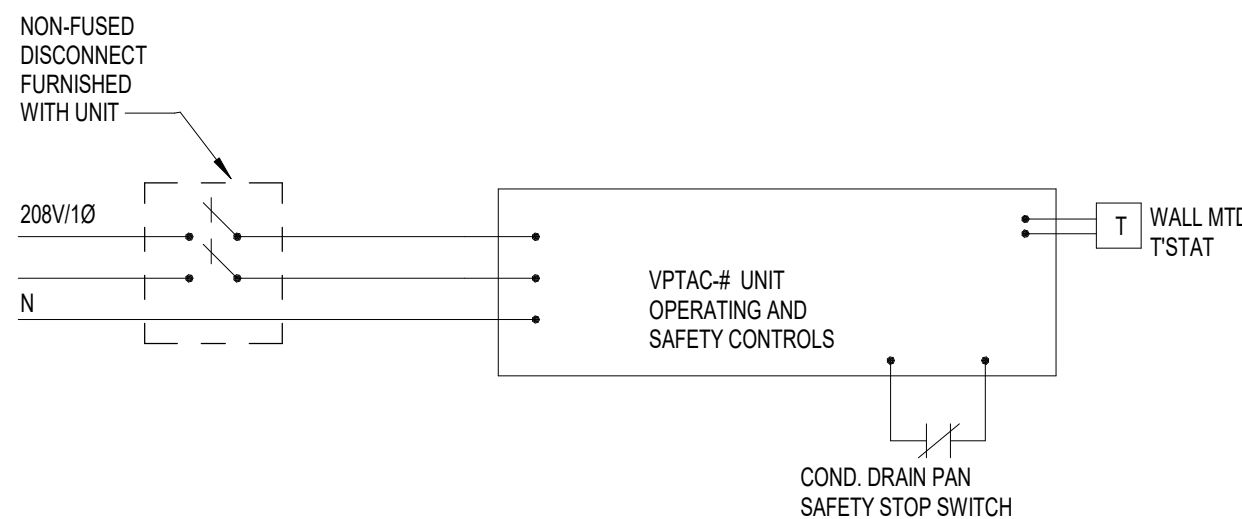 NON-FUSED
DISCONNECT
FURNISHED
WITH UNIT
208V/1Ø
N
VPTAC-# UNIT
OPERATING AND
SAFETY CONTROLS
T
WALL MTD
T'STAT
COND. DRAIN PAN
SAFETY STOP SWITCH